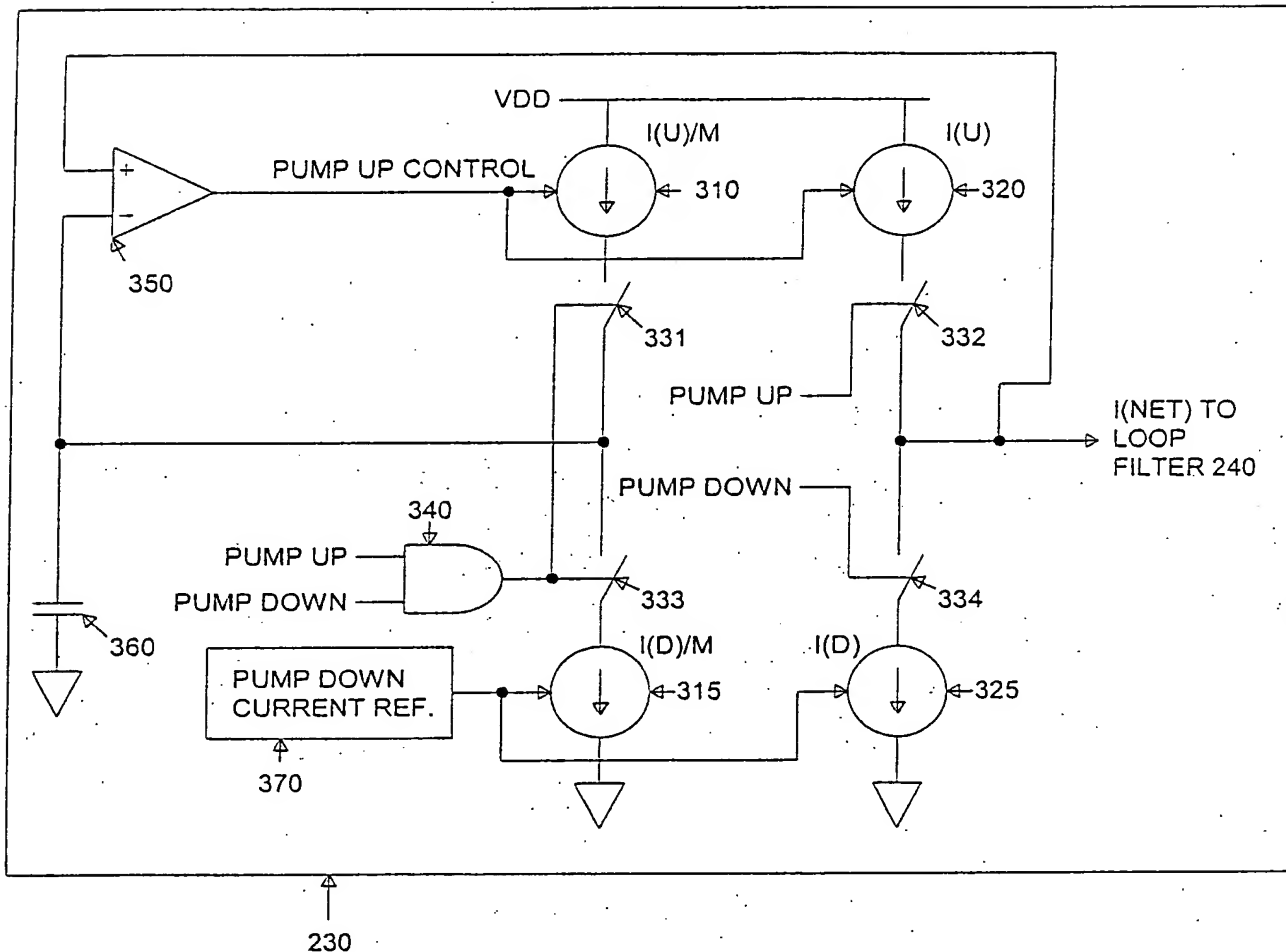 VDD
I(U)/M
I(U)
+
PUMP UP CONTROL
310
320
−
350
331
332
PUMP UP
I(NET) TO
LOOP
FILTER 240
PUMP DOWN
340
PUMP UP
PUMP DOWN
333
334
360
I(D)/M
I(D)
PUMP DOWN
CURRENT REF.
315
325
370
230